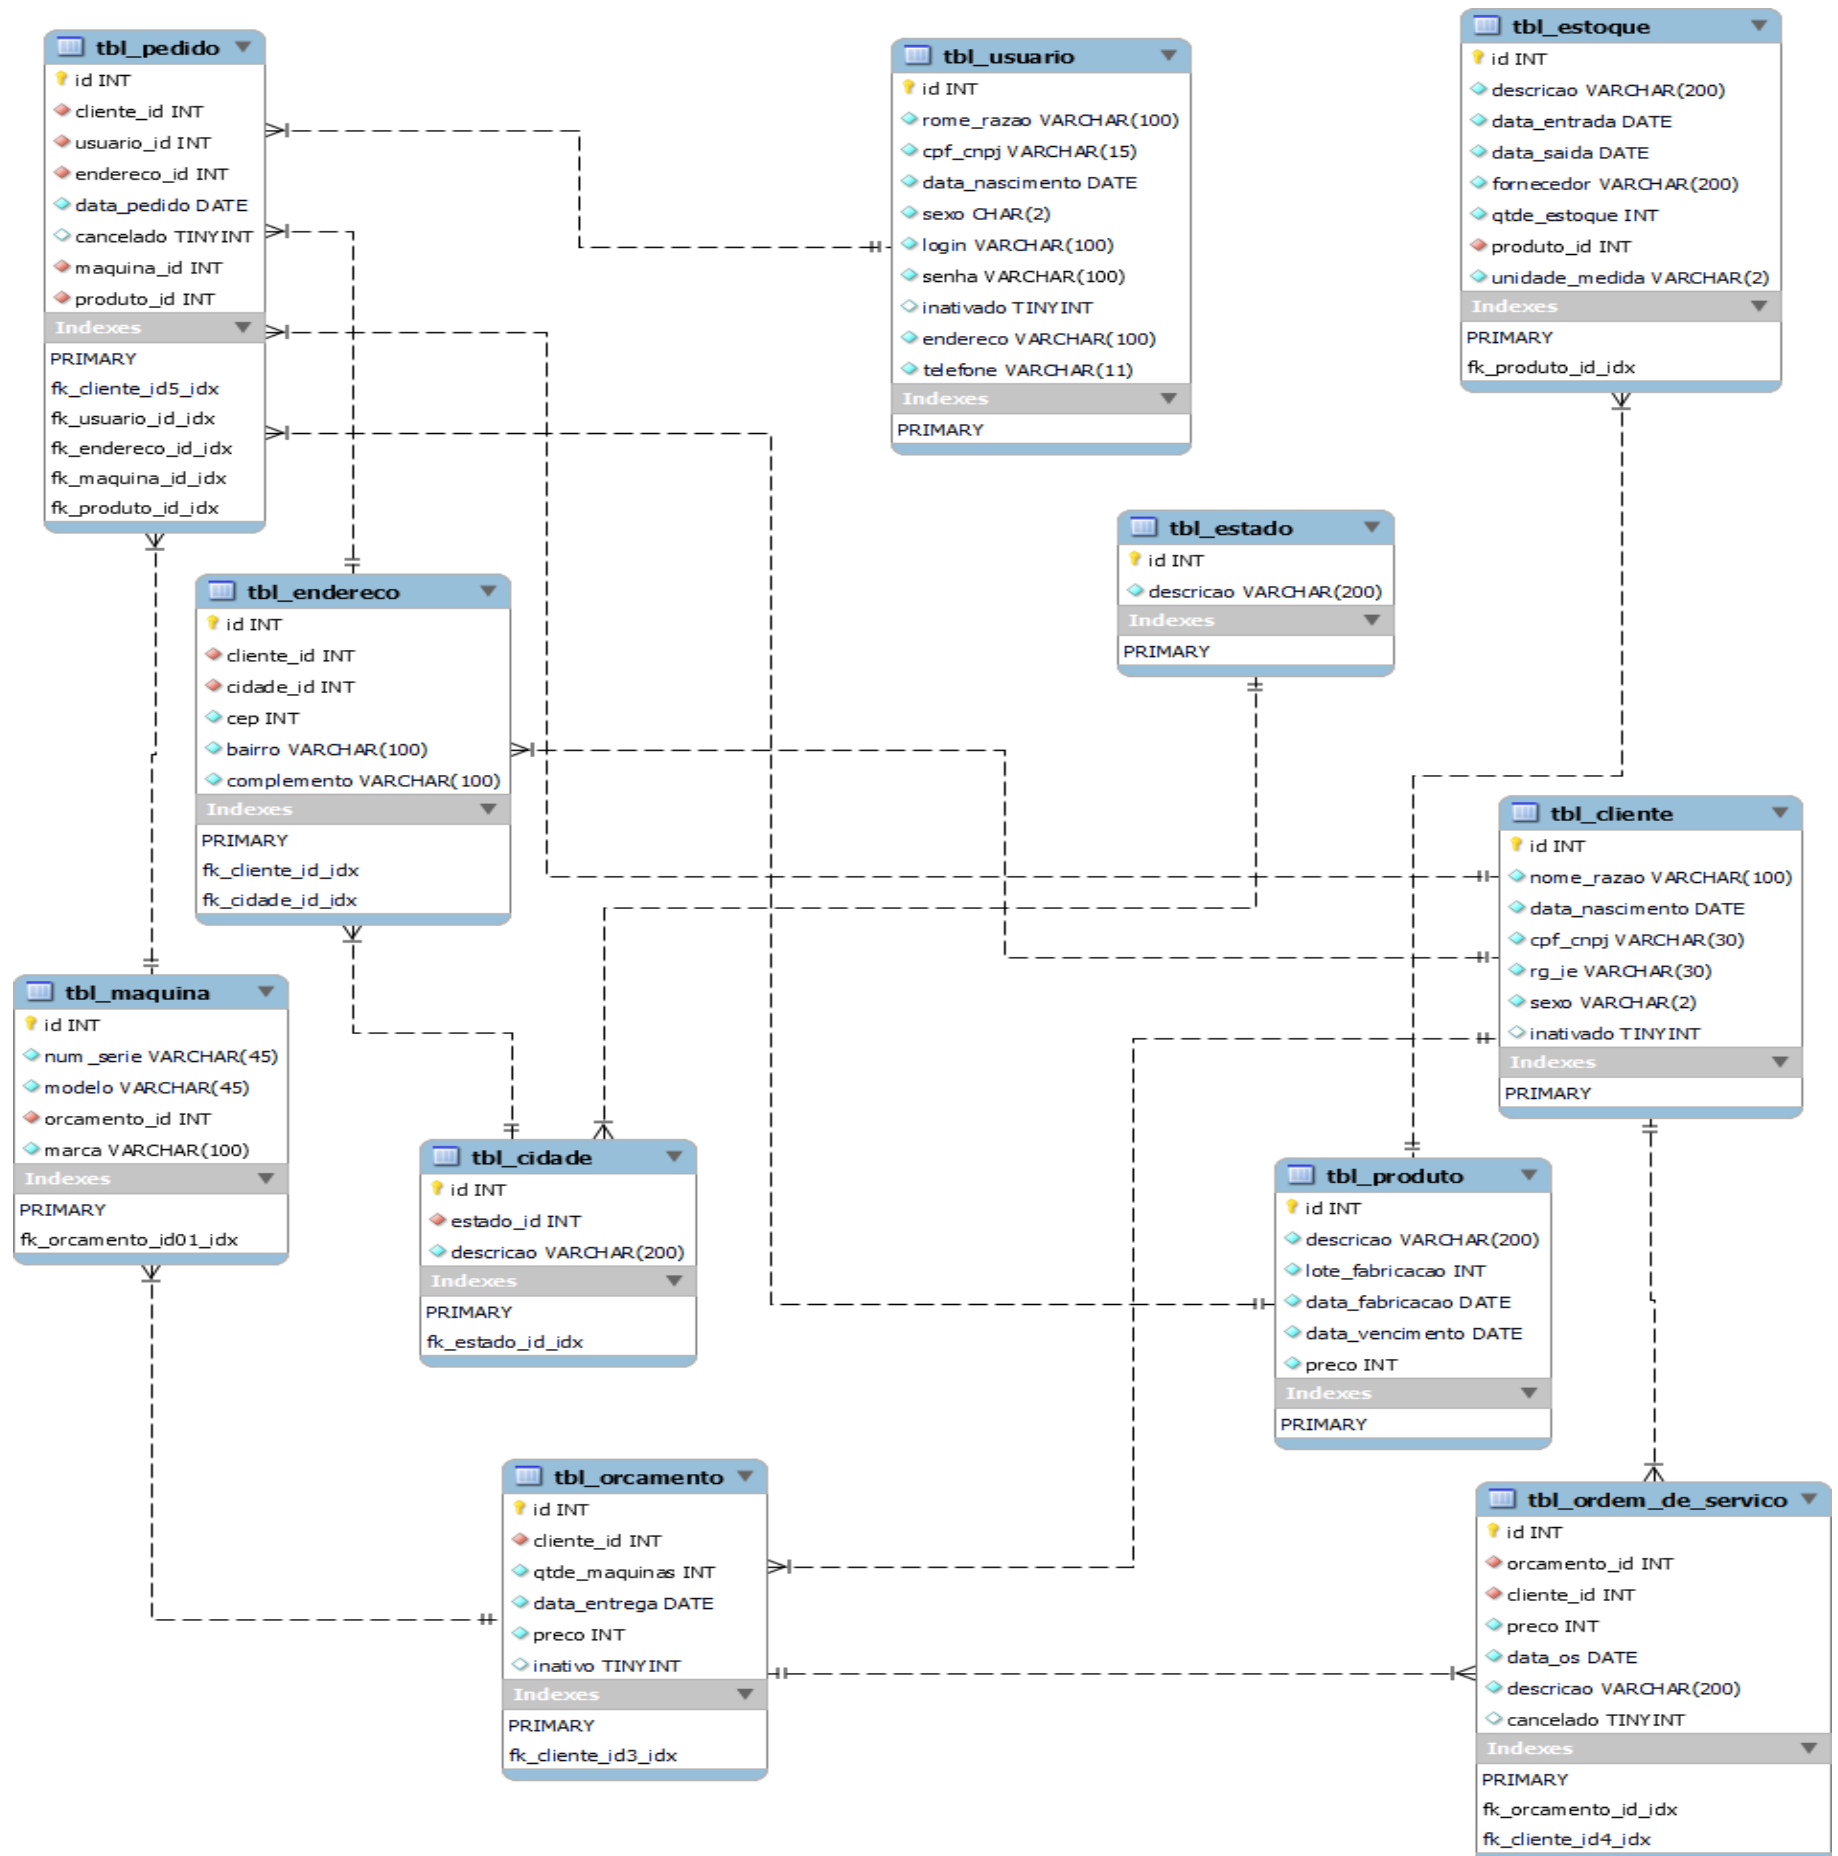 tbl_pedido
id INT
cliente_id INT
usuario_id INT
endereco_id INT
data_pedido DATE
cancelado TINYINT
maquina_id INT
produto_id INT
Indexes
PRIMARY
fk_cliente_id5_idx
fk_usuario_id_idx
fk_endereco_id_idx
fk_maquina_id_idx
fk_produto_id_idx
tbl_usuario
id INT
rome_razao VARCHAR(100)
cpf_cnpj VARCHAR(15)
data_nascimento DATE
sexo CHAR(2)
login VARCHAR(100)
senha VARCHAR(100)
inativado TINYINT
endereco VARCHAR(100)
telefone VARCHAR(11)
Indexes
PRIMARY
tbl_estoque
id INT
descricao VARCHAR(200)
data_entrada DATE
data_saida DATE
fornecedor VARCHAR(200)
qtde_estoque INT
produto_id INT
unidade_medida VARCHAR(2)
Indexes
PRIMARY
fk_produto_id_idx
tbl_estado
id INT
descricao VARCHAR(200)
Indexes
PRIMARY
tbl_endereco
id INT
cliente_id INT
cidade_id INT
cep INT
bairro VARCHAR(100)
complemento VARCHAR(100)
Indexes
PRIMARY
fk_cliente_id_idx
fk_cidade_id_idx
tbl_cliente
id INT
nome_razao VARCHAR(100)
data_nascimento DATE
cpf_cnpj VARCHAR(30)
rg_ie VARCHAR(30)
sexo VARCHAR(2)
inativado TINYINT
Indexes
PRIMARY
tbl_maquina
id INT
num_serie VARCHAR(45)
modelo VARCHAR(45)
orcamento_id INT
marca VARCHAR(100)
Indexes
PRIMARY
fk_orcamento_id01_idx
tbl_cidade
id INT
estado_id INT
descricao VARCHAR(200)
Indexes
PRIMARY
fk_estado_id_idx
tbl_produto
id INT
descricao VARCHAR(200)
lote_fabricacao INT
data_fabricacao DATE
data_vencimento DATE
preco INT
Indexes
PRIMARY
tbl_orcamento
id INT
cliente_id INT
qtde_maquinas INT
data_entrega DATE
preco INT
inativo TINYINT
Indexes
PRIMARY
fk_cliente_id3_idx
tbl_ordem_de_servico
id INT
orcamento_id INT
cliente_id INT
preco INT
data_os DATE
descricao VARCHAR(200)
cancelado TINYINT
Indexes
PRIMARY
fk_orcamento_id_idx
fk_cliente_id4_idx